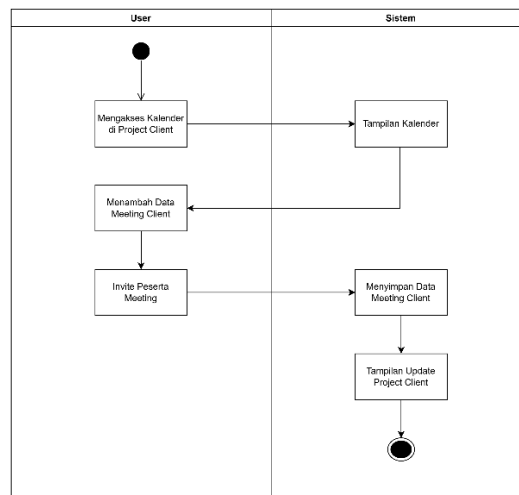 User
Sistem
Mengakses Kalender
di Project Client
Tampilan Kalender
Menambah Data
Meeting Client
Invite Peserta
Meeting
Menyimpan Data
Meeting Client
Tampilan Update
Project Client